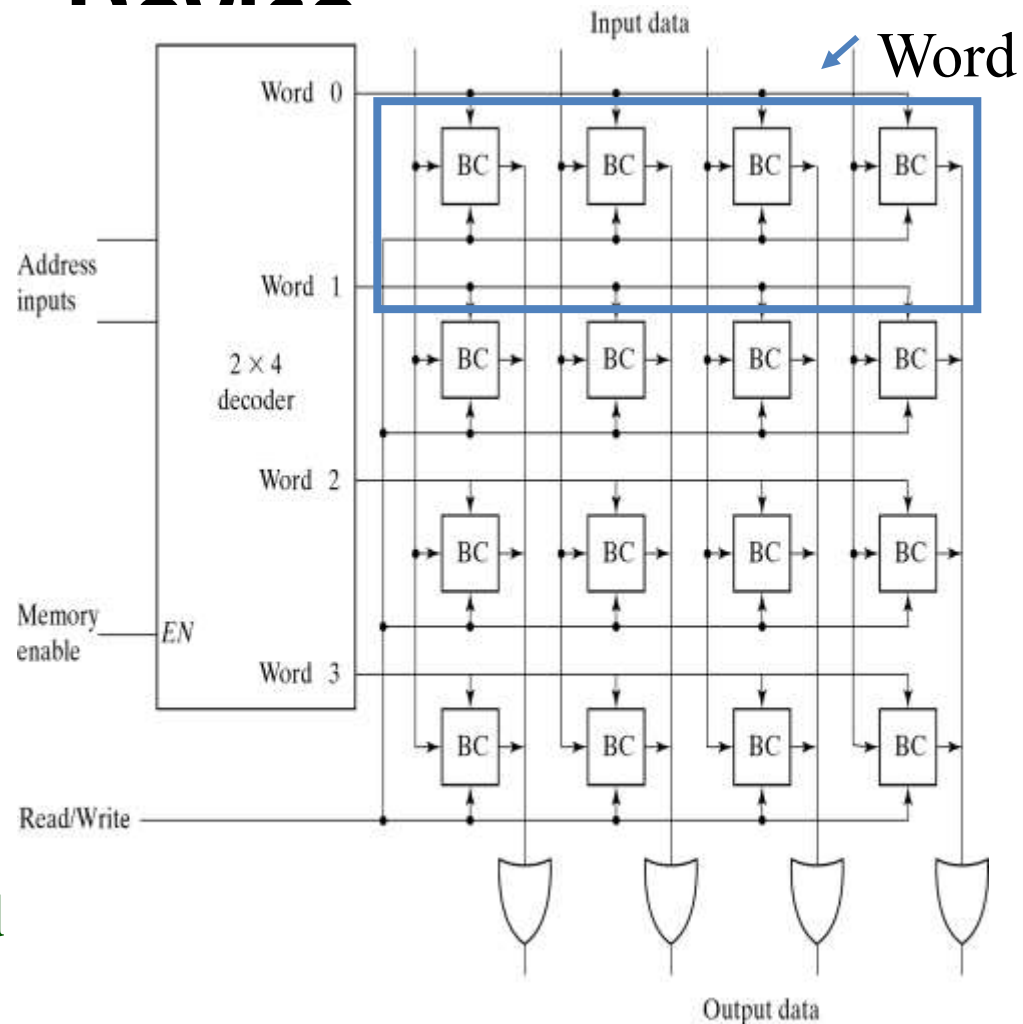 Input data
Word
Word 0
BC BC BC BC
Address
inputs
Word 1
BC BC BC BC
2 × 4
decoder
Word 2
BC BC BC BC
Memory
enable
EN
Word 3
BC BC BC BC
Read/Write
Output data